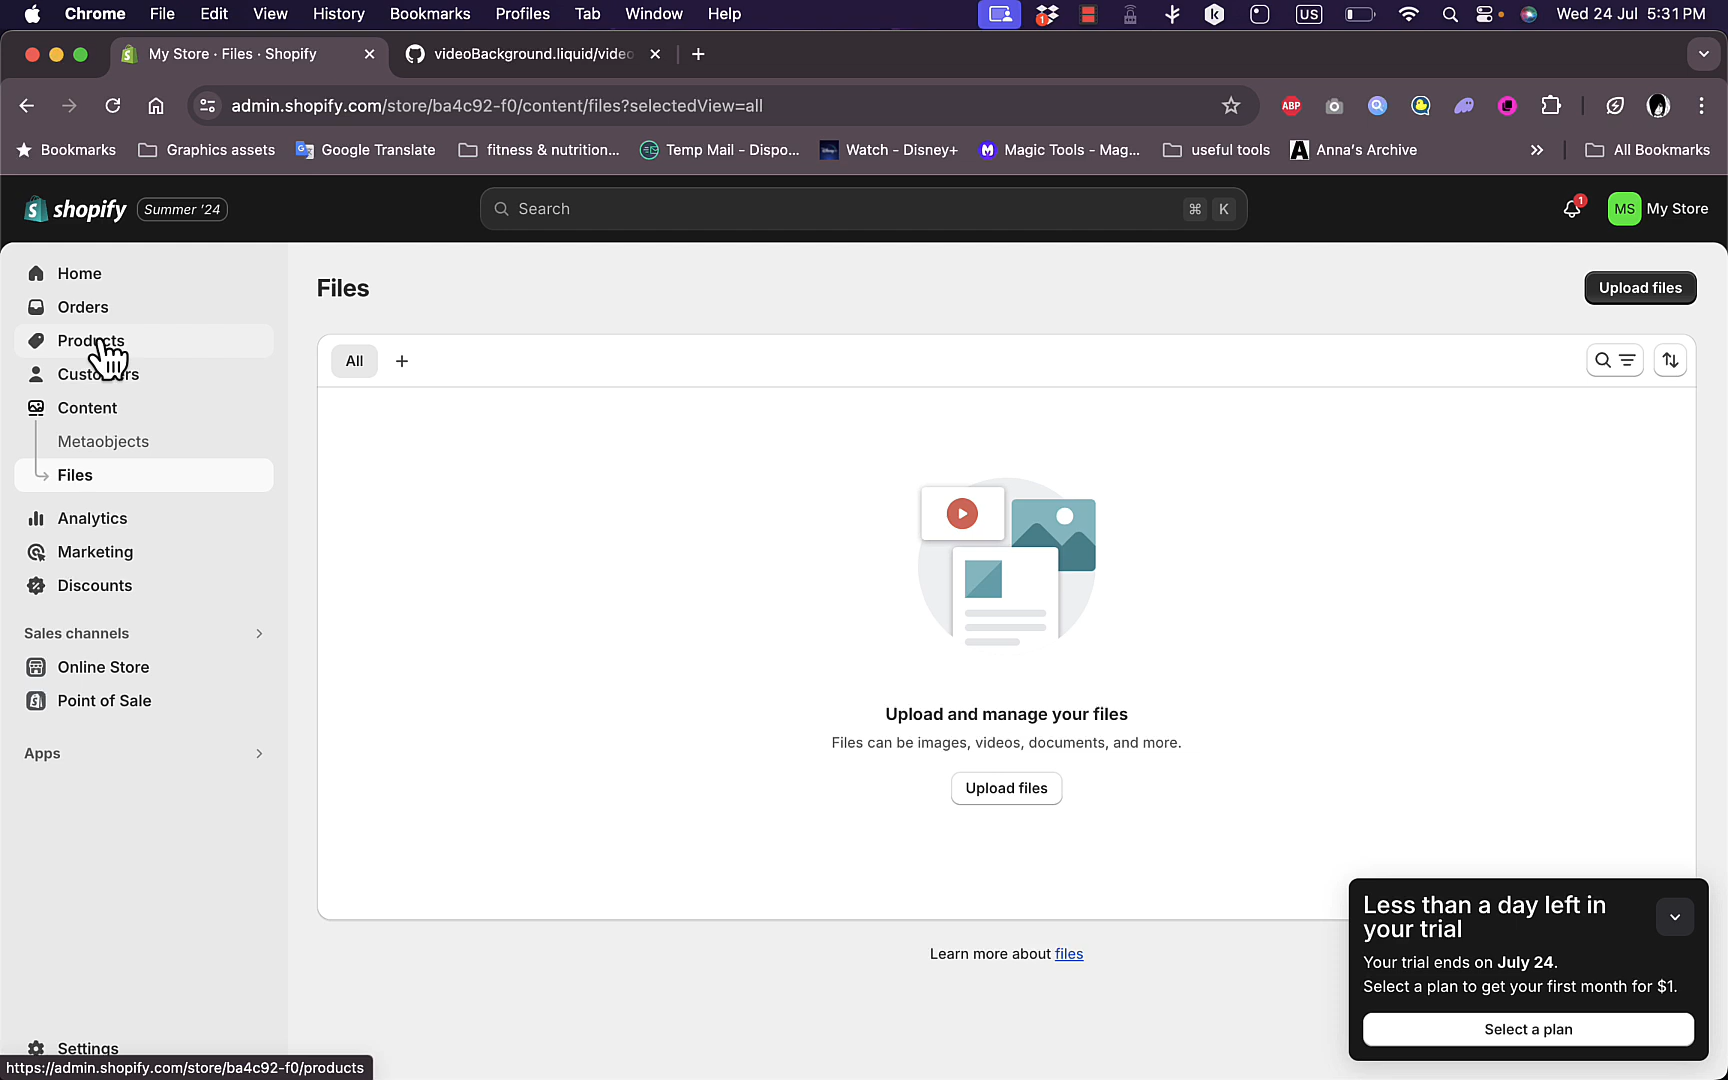 Chrome File Edit View History Bookmarks Profiles Tab Window Help 1 US Wed 24 Jul 5:31 PM
My Store · Files · Shopify videoBackground.liquid/video
admin.shopify.com/store/ba4c92-f0/content/files?selectedView=all ABP
Bookmarks Graphics assets Google Translate fitness & nutrition... Temp Mail - Dispo... Watch - Disney+ Magic Tools - Mag... useful tools Anna's Archive All Bookmarks
shopify Summer '24 Search ⌘ K 1 MS My Store
Home
Orders
Products
Customers
Content
Metaobjects
Files
Analytics
Marketing
Discounts
Sales channels
Online Store
Point of Sale
Apps
Settings
https://admin.shopify.com/store/ba4c92-f0/products
Files
Upload files
All
Upload and manage your files
Files can be images, videos, documents, and more.
Upload files
Learn more about files
Less than a day left in
your trial
Your trial ends on July 24.
Select a plan to get your first month for $1.
Select a plan